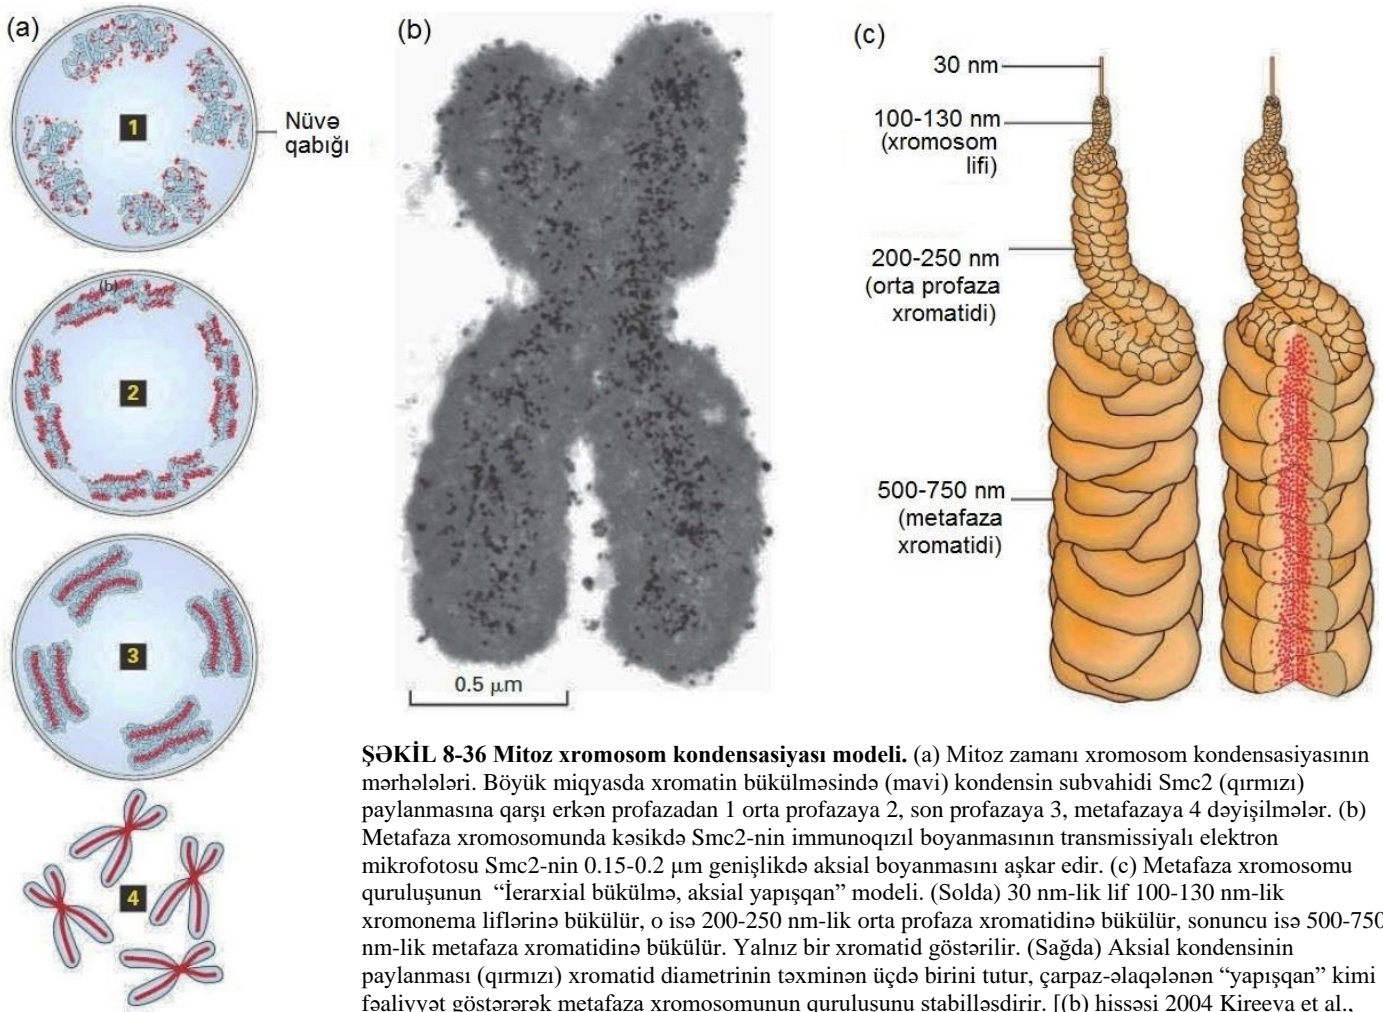 (a)
1
Nüvə
qabığı
(b)
2
3
4
(b)
0.5 µm
(c)
30 nm
100-130 nm
(xromosom
lifi)
200-250 nm
(orta profaza
xromatidi)
500-750 nm
(metafaza
xromatidi)
ŞƏKİL 8-36 Mitoz xromosom kondensasiyası modeli. (a) Mitoz zamanı xromosom kondensasiyasının
mərhələləri. Böyük miqyasda xromatin bükülməsində (mavi) kondensin subvahidi Smc2 (qırmızı)
paylanmasına qarşı erkən profazadan 1 orta profazaya 2, son profazaya 3, metafazaya 4 dəyişilmələr. (b)
Metafaza xromosomunda kəsikdə Smc2-nin immunoqızıl boyanmasının transmissiyalı elektron
mikrofotosu Smc2-nin 0.15-0.2 µm genişlikdə aksial boyanmasını aşkar edir. (c) Metafaza xromosomu
quruluşunun “İerarxial bükülmə, aksial yapışqan” modeli. (Solda) 30 nm-lik lif 100-130 nm-lik
xromonema liflərinə bükülür, o isə 200-250 nm-lik orta profaza xromatidinə bükülür, sonuncu isə 500-750
nm-lik metafaza xromatidinə bükülür. Yalnız bir xromatid göstərilir. (Sağda) Aksial kondensinin
paylanması (qırmızı) xromatid diametrinin təxminən üçdə birini tutur, çarpaz-əlaqələnən “yapışqan” kimi
fəaliyyət göstərərək metafaza xromosomunun quruluşunu stabilləşdirir. [(b) hissəsi 2004 Kireeva et al.,